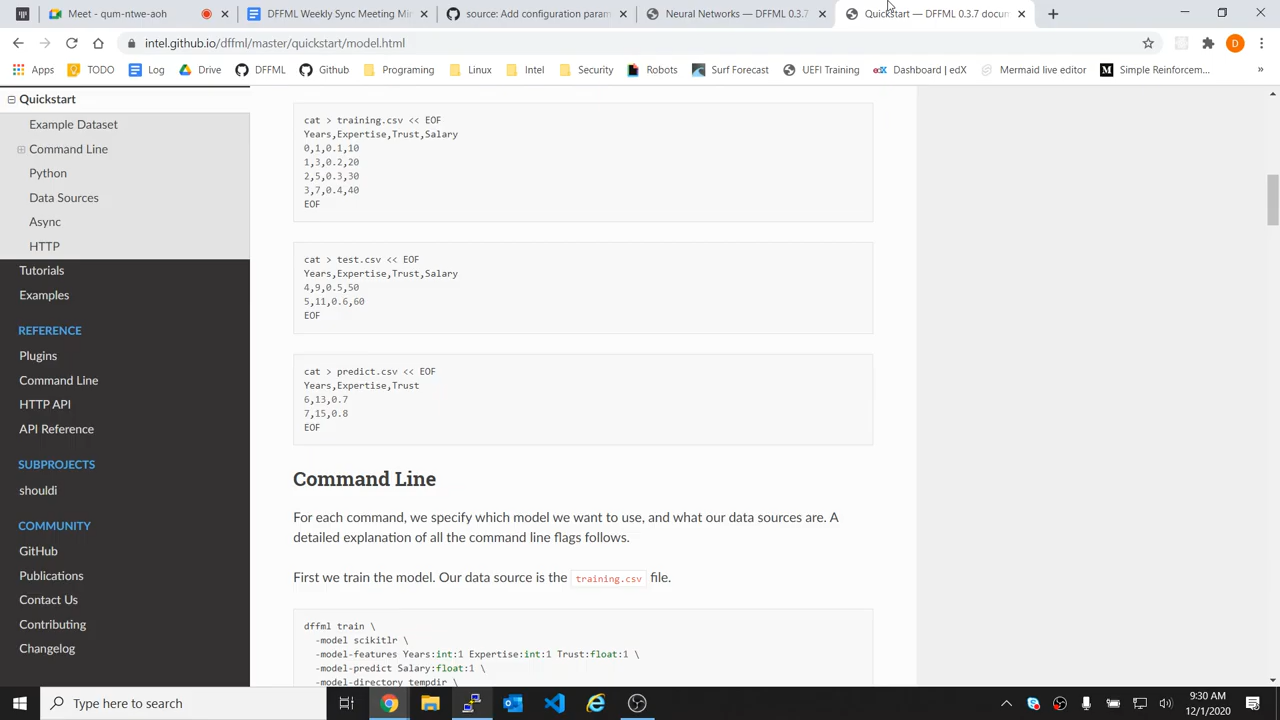 Meet - qum-ntwe-aoh
DFFML Weekly Sync Meeting Min
source: Add configuration param
Neural Networks — DFFML 0.3.7
Quickstart — DFFML 0.3.7 docum
intel.github.io/dffml/master/quickstart/model.html
D
Apps
TODO
Log
Drive
DFFML
Github
Programing
Linux
Intel
Security
Robots
Surf Forecast
UEFI Training
Dashboard | edX
Mermaid live editor
Simple Reinforcem...
»
Quickstart
Example Dataset
Command Line
Python
Data Sources
Async
HTTP
Tutorials
Examples
REFERENCE
Plugins
Command Line
HTTP API
API Reference
SUBPROJECTS
shouldi
COMMUNITY
GitHub
Publications
Contact Us
Contributing
Changelog
cat > training.csv << EOF
Years,Expertise,Trust,Salary
0,1,0.1,10
1,3,0.2,20
2,5,0.3,30
3,7,0.4,40
EOF
cat > test.csv << EOF
Years,Expertise,Trust,Salary
4,9,0.5,50
5,11,0.6,60
EOF
cat > predict.csv << EOF
Years,Expertise,Trust
6,13,0.7
7,15,0.8
EOF
Command Line
For each command, we specify which model we want to use, and what our data sources are. A
detailed explanation of all the command line flags follows.
First we train the model. Our data source is the training.csv file.
dffml train \
-model scikitlr \
-model-features Years:int:1 Expertise:int:1 Trust:float:1 \
-model-predict Salary:float:1 \
-model-directory tempdir \
Type here to search
9:30 AM
12/1/2020